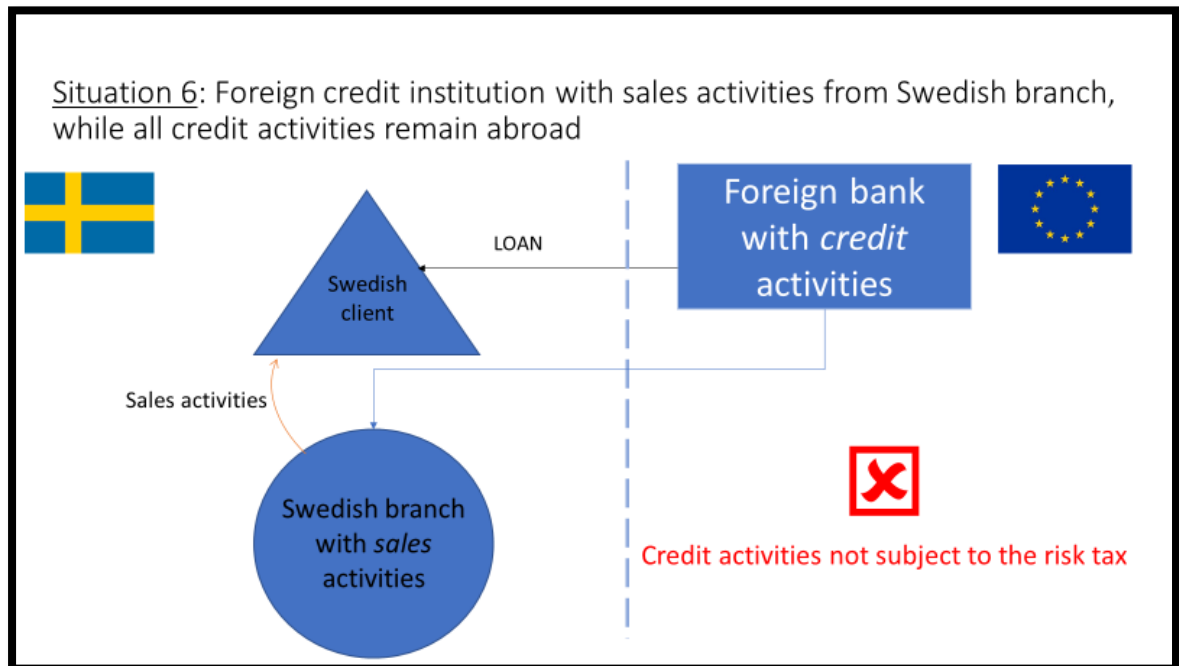 Situation 6: Foreign credit institution with sales activities from Swedish branch,
while all credit activities remain abroad
Foreign bank
with credit
activities
LOAN
Swedish
client
Sales activities
Swedish branch
with sales
activities
Credit activities not subject to the risk tax